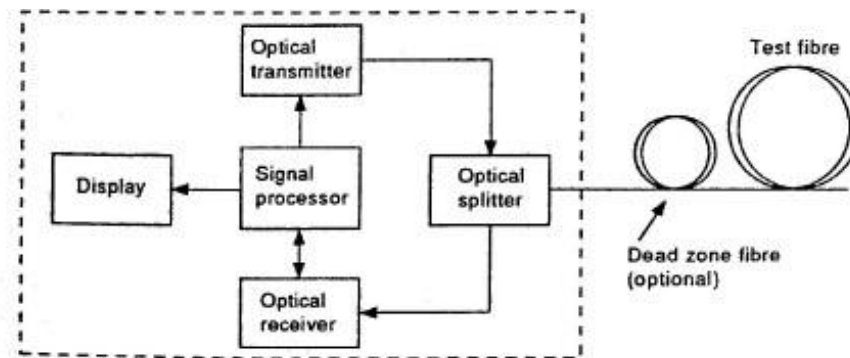 Optical
transmitter
Test fibre
Display
Signal
processor
Optical
splitter
Dead zone fibre
(optional)
Optical
receiver